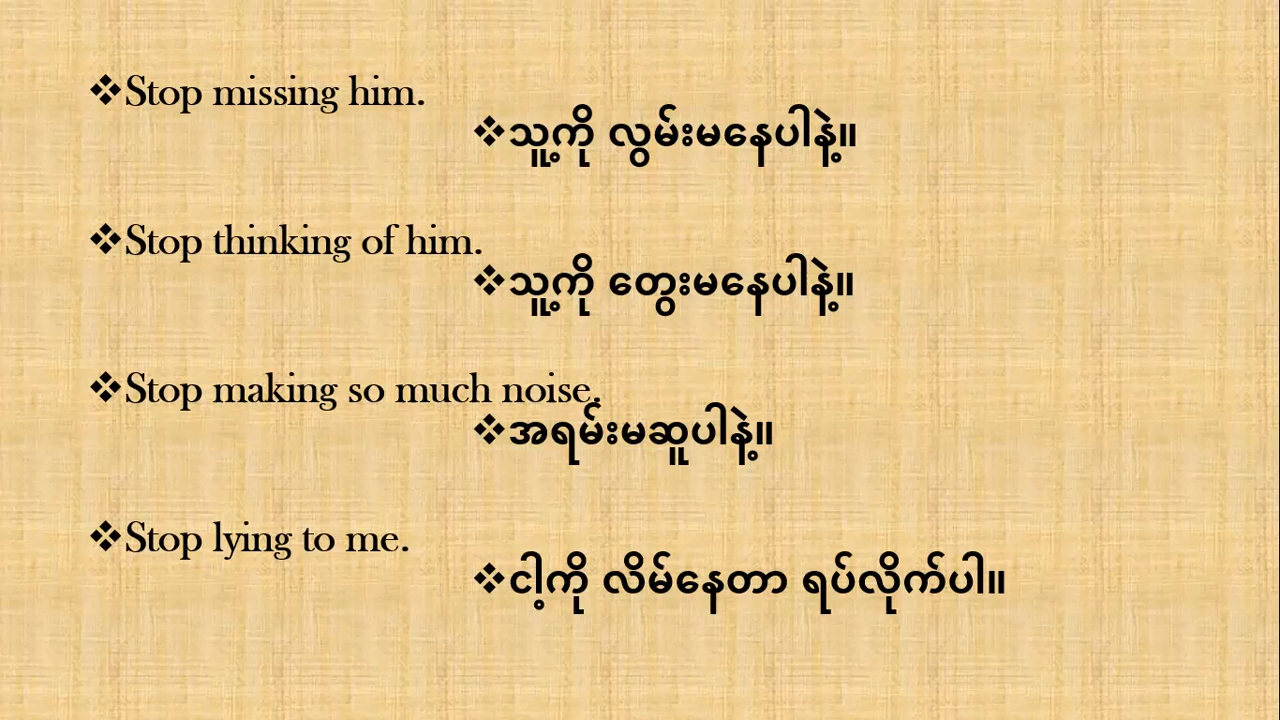 ❖Stop missing him.
❖သူ့ကို လွမ်းမနေပါနဲ့။
❖Stop thinking of him.
❖သူ့ကို တွေးမနေပါနဲ့။
❖Stop making so much noise.
❖အရမ်းမဆူပါနဲ့။
❖Stop lying to me.
❖ငါ့ကို လိမ်နေတာ ရပ်လိုက်ပါ။